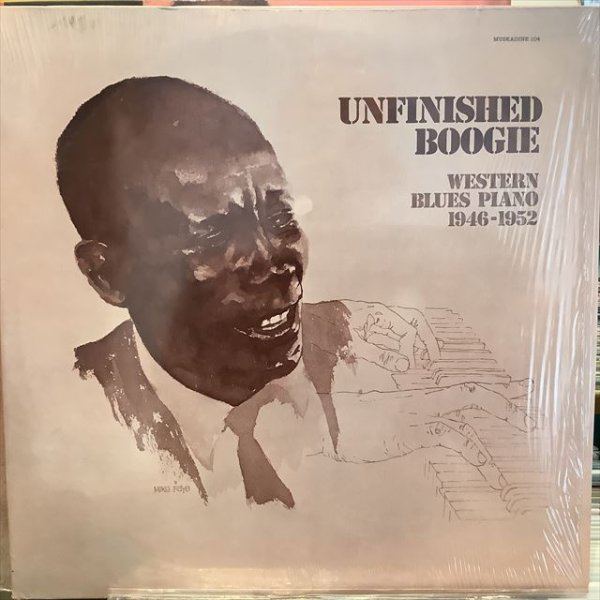 MUSKADINE 104
UNFINISHED
BOOGIE
WESTERN
BLUES PIANO
1946-1952